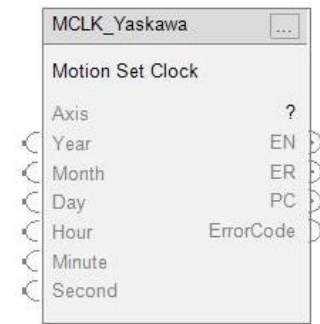 MCLK_Yaskawa ...
Motion Set Clock
Axis ?
Year EN
Month ER
Day PC
Hour ErrorCode
Minute
Second